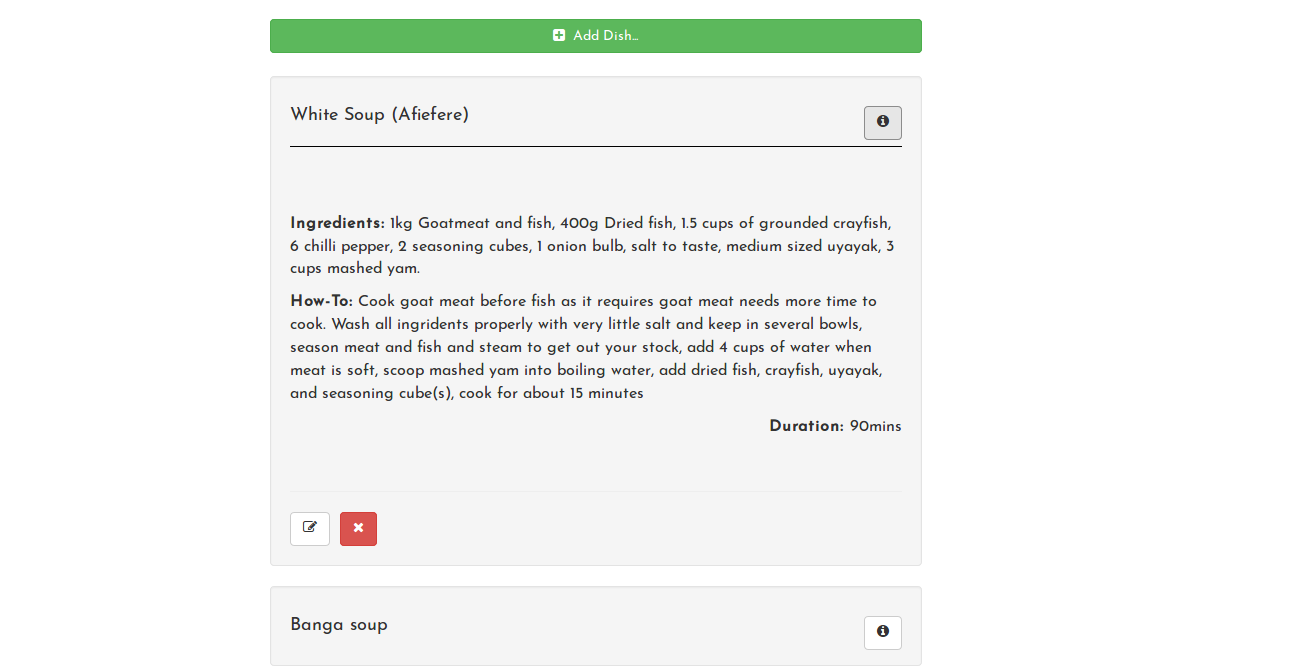 Add Dish...
White Soup (Afiefere)
Ingredients: 1kg Goatmeat and fish, 400g Dried fish, 1.5 cups of grounded crayfish,
6 chilli pepper, 2 seasoning cubes, 1 onion bulb, salt to taste, medium sized uyayak, 3
cups mashed yam.
How-To: Cook goat meat before fish as it requires goat meat needs more time to
cook. Wash all ingridents properly with very little salt and keep in several bowls,
season meat and fish and steam to get out your stock, add 4 cups of water when
meat is soft, scoop mashed yam into boiling water, add dried fish, crayfish, uyayak,
and seasoning cube(s), cook for about 15 minutes
Duration: 90mins
Banga soup